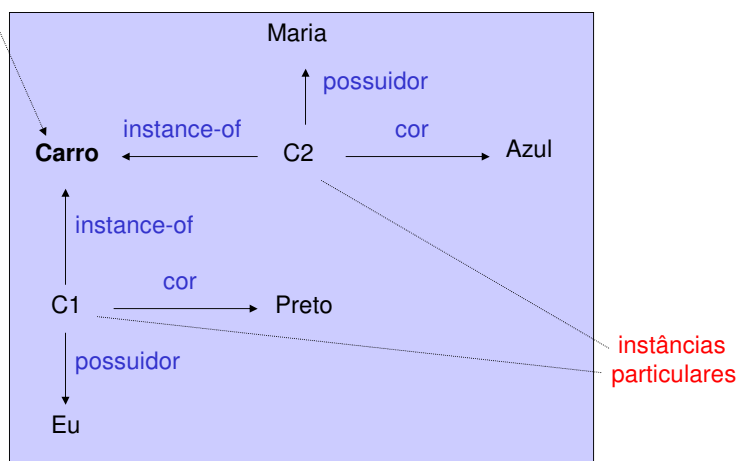 Maria
possuidor
instance-of
cor
Carro
C2
Azul
instance-of
cor
C1
Preto
instâncias
particulares
possuidor
Eu